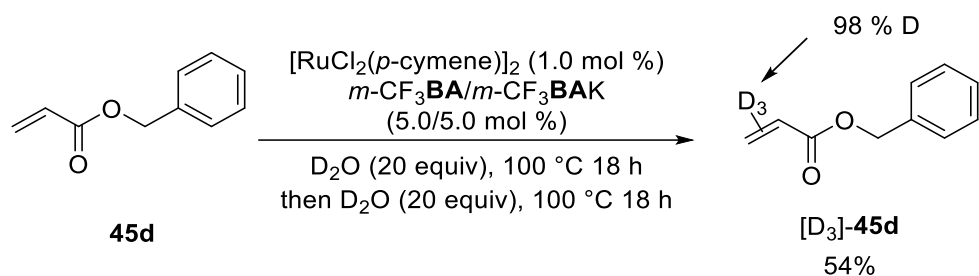 98 % D
[RuCl2(p-cymene)]2 (1.0 mol %)
m-CF3BA/m-CF3BAK
(5.0/5.0 mol %)
D3
O
O
O
O
D2O (20 equiv), 100 °C 18 h
then D2O (20 equiv), 100 °C 18 h
45d
[D3]-45d
54%